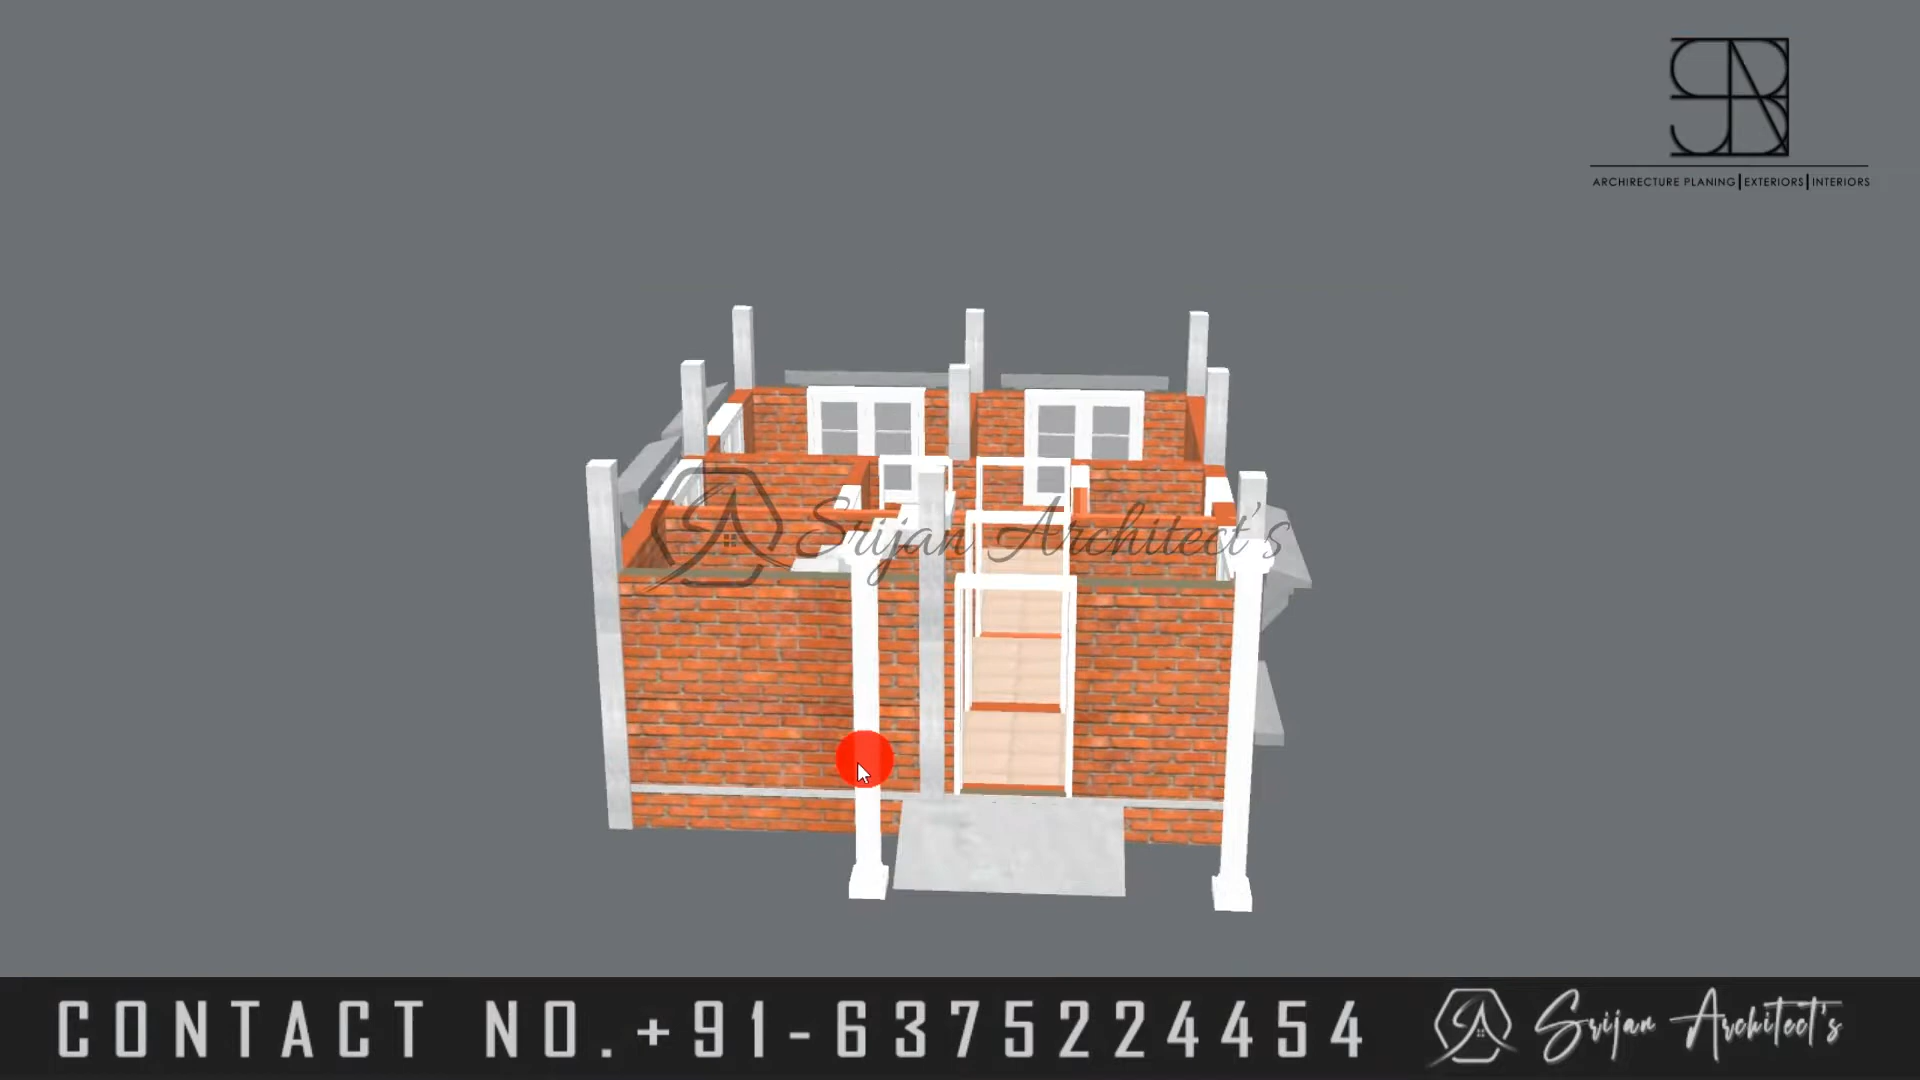 ARCHIRECTURE PLANING|EXTERIORS|INTERIORS
Srijan Architect's
CONTACT NO.+91-6375224454
Srijan Architect's